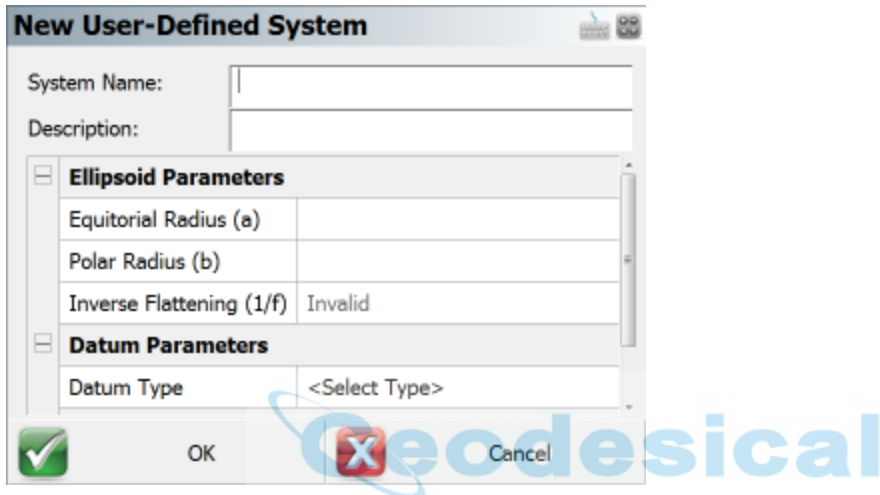 New User-Defined System
System Name:
Description:
Ellipsoid Parameters
Equitorial Radius (a)
Polar Radius (b)
Inverse Flattening (1/f) Invalid
Datum Parameters
Datum Type <Select Type>
OK Cancel
Geodesical